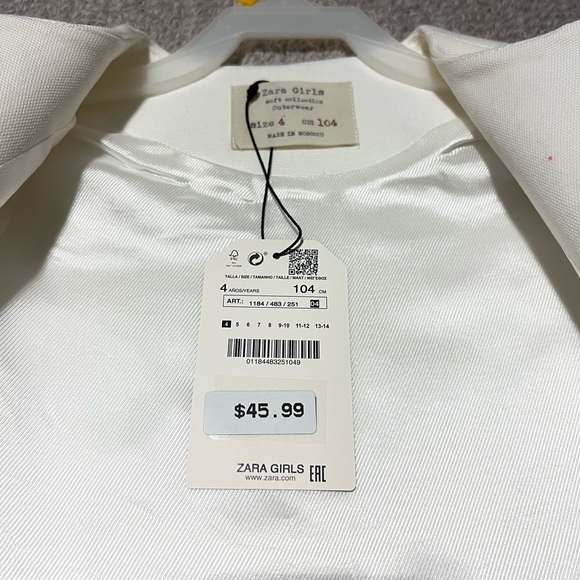 Zara Girls
soft collection
Outerwear
size 4 cm 104
MADE IN MOROCCO
TALLA / SIZE / TAMANHO / TAILLE / MAAT / MÉRET
4 AÑOS/YEARS 104 CM
ART.: 1184 / 483 / 251 04
4 5 6 7 8 9-10 11-12 13-14
01184483251049
$45.99
ZARA GIRLS
www.zara.com
EAC